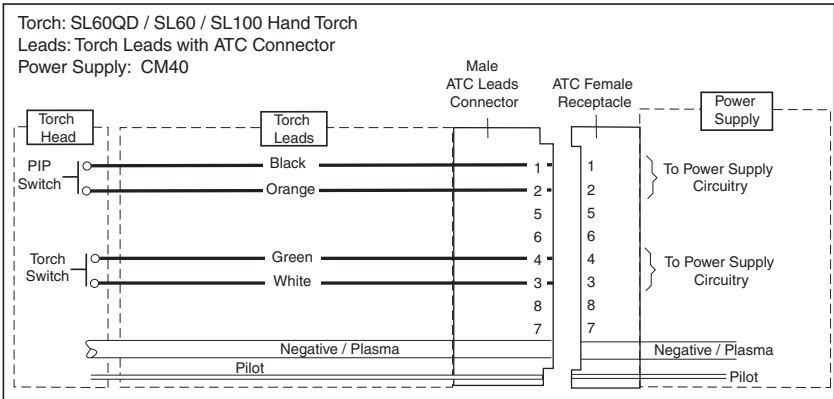 Torch: SL60QD / SL60 / SL100 Hand Torch
Leads: Torch Leads with ATC Connector
Power Supply: CM40
Male
ATC Leads
Connector
ATC Female
Receptacle
Power
Supply
Torch
Head
Torch
Leads
PIP
Switch
Black
1
1
To Power Supply
Circuitry
Orange
2
2
5
5
6
6
Torch
Switch
Green
4
4
To Power Supply
Circuitry
White
3
3
8
8
7
7
Negative / Plasma
Negative / Plasma
Pilot
Pilot